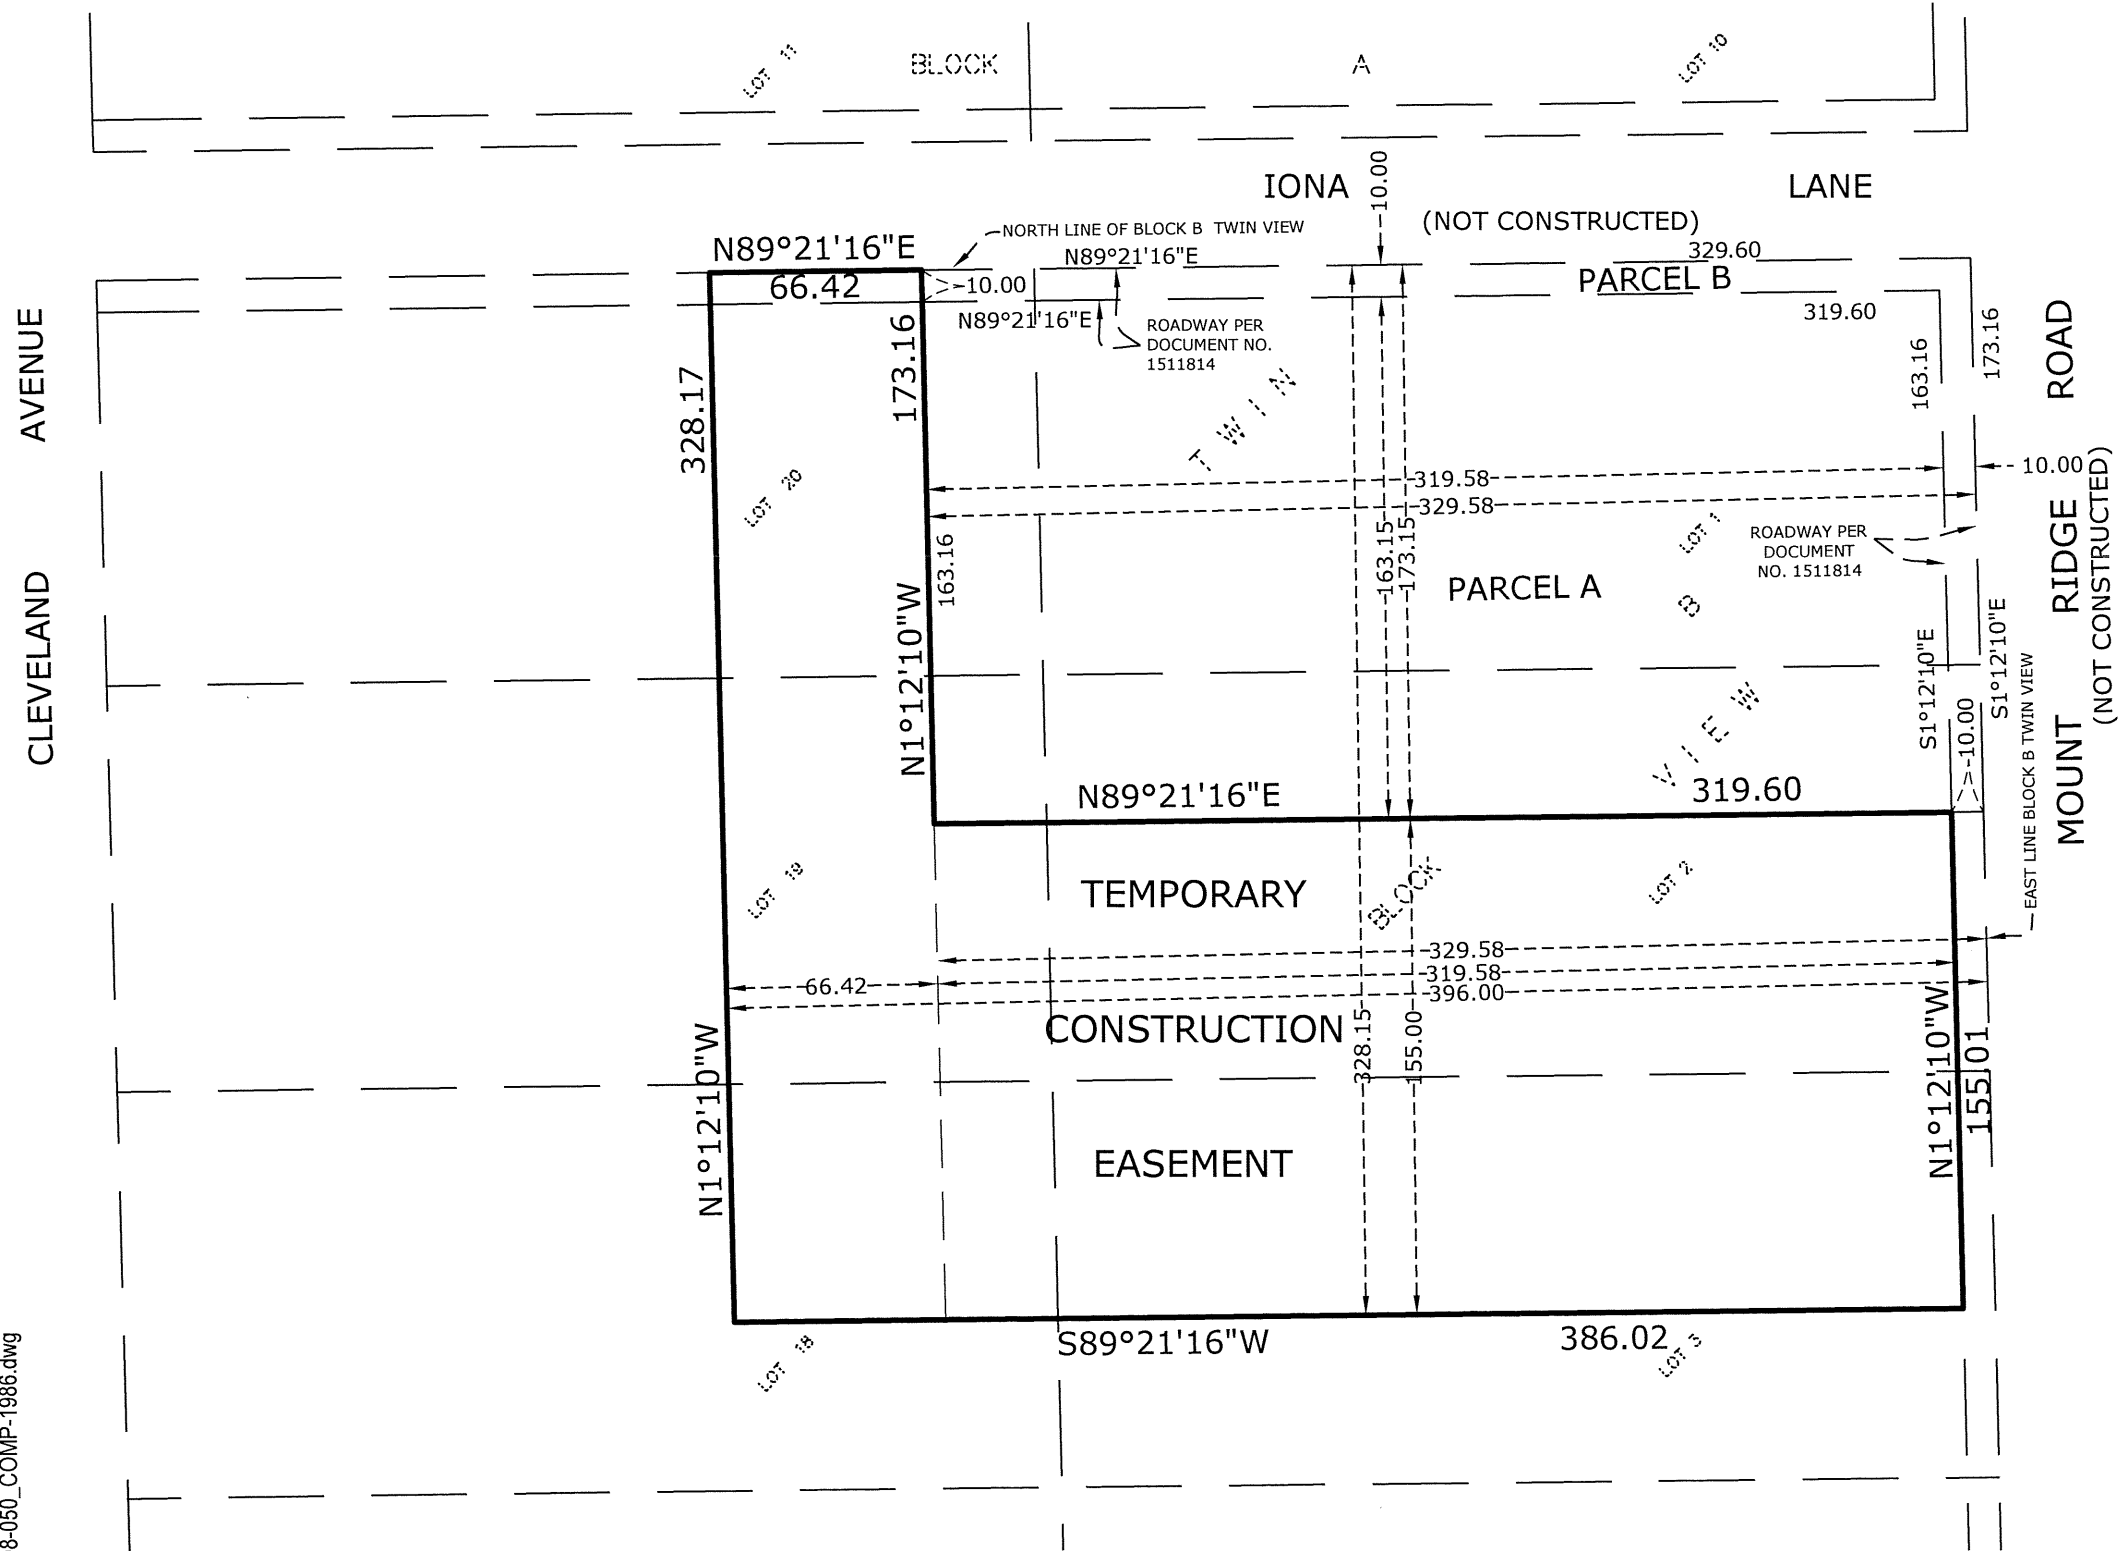 LOT 11
BLOCK
A
LOT 10
IONA
LANE
10.00
(NOT CONSTRUCTED)
NORTH LINE OF BLOCK B TWIN VIEW
N89°21'16"E
N89°21'16"E
329.60
66.42
10.00
PARCEL B
N89°21'16"E
319.60
ROADWAY PER
DOCUMENT NO.
1511814
CLEVELAND
AVENUE
328.17
173.16
163.16
173.16
MOUNT
RIDGE
ROAD
(NOT CONSTRUCTED)
TWIN
LOT 20
319.58
329.58
10.00
163.15
173.15
LOT 1
ROADWAY PER
DOCUMENT
NO. 1511814
163.16
PARCEL A
B
N1°12'10"W
S1°12'10"E
S1°12'10"E
EAST LINE BLOCK B TWIN VIEW
VIEW
10.00
N89°21'16"E
319.60
LOT 19
TEMPORARY
BLOCK
LOT 2
329.58
319.58
66.42
396.00
CONSTRUCTION
328.15
155.00
N1°12'10"W
N1°12'10"W
155.01
EASEMENT
S89°21'16"W
386.02
LOT 18
LOT 3
8-050_COMP-1986.dwg